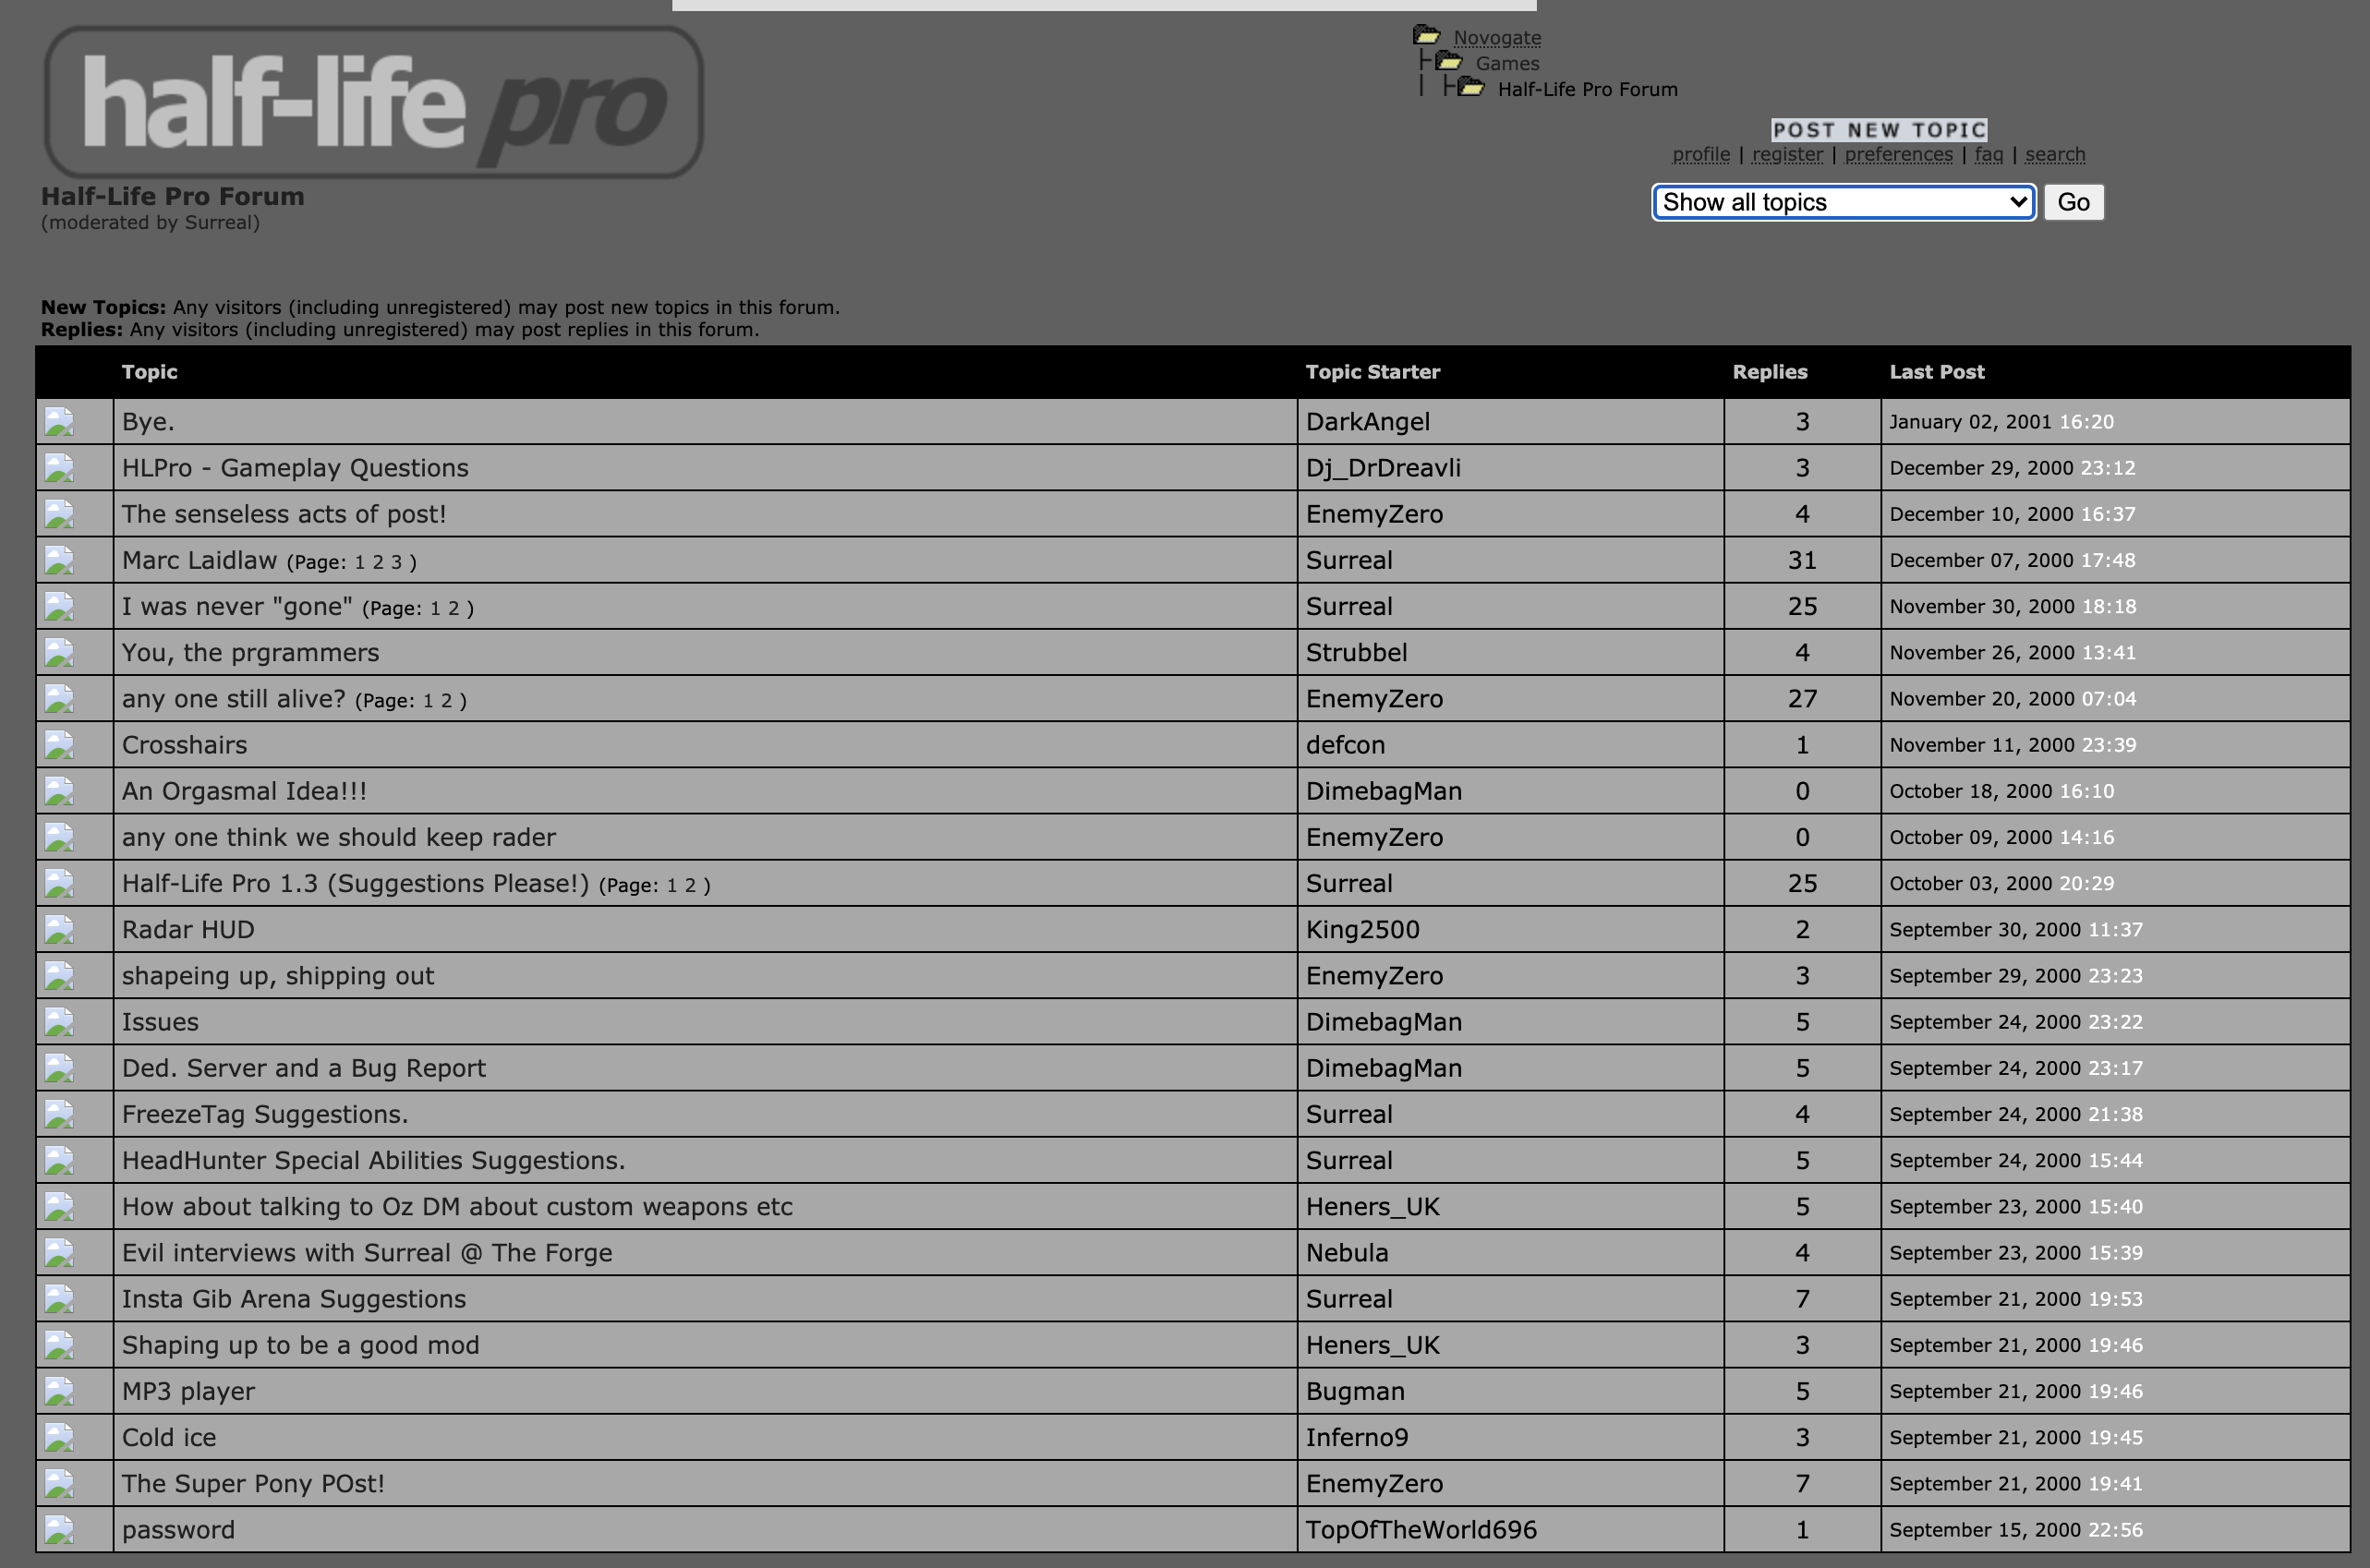 half-life pro
Novogate
Games
Half-Life Pro Forum
POST NEW TOPIC
profile | register | preferences | faq | search
Half-Life Pro Forum
(moderated by Surreal)
Show all topics Go
New Topics: Any visitors (including unregistered) may post new topics in this forum.
Replies: Any visitors (including unregistered) may post replies in this forum.
Topic Topic Starter Replies Last Post
Bye. DarkAngel 3 January 02, 2001 16:20
HLPro - Gameplay Questions Dj_DrDreavli 3 December 29, 2000 23:12
The senseless acts of post! EnemyZero 4 December 10, 2000 16:37
Marc Laidlaw (Page: 1 2 3 ) Surreal 31 December 07, 2000 17:48
I was never "gone" (Page: 1 2 ) Surreal 25 November 30, 2000 18:18
You, the prgrammers Strubbel 4 November 26, 2000 13:41
any one still alive? (Page: 1 2 ) EnemyZero 27 November 20, 2000 07:04
Crosshairs defcon 1 November 11, 2000 23:39
An Orgasmal Idea!!! DimebagMan 0 October 18, 2000 16:10
any one think we should keep rader EnemyZero 0 October 09, 2000 14:16
Half-Life Pro 1.3 (Suggestions Please!) (Page: 1 2 ) Surreal 25 October 03, 2000 20:29
Radar HUD King2500 2 September 30, 2000 11:37
shapeing up, shipping out EnemyZero 3 September 29, 2000 23:23
Issues DimebagMan 5 September 24, 2000 23:22
Ded. Server and a Bug Report DimebagMan 5 September 24, 2000 23:17
FreezeTag Suggestions. Surreal 4 September 24, 2000 21:38
HeadHunter Special Abilities Suggestions. Surreal 5 September 24, 2000 15:44
How about talking to Oz DM about custom weapons etc Heners_UK 5 September 23, 2000 15:40
Evil interviews with Surreal @ The Forge Nebula 4 September 23, 2000 15:39
Insta Gib Arena Suggestions Surreal 7 September 21, 2000 19:53
Shaping up to be a good mod Heners_UK 3 September 21, 2000 19:46
MP3 player Bugman 5 September 21, 2000 19:46
Cold ice Inferno9 3 September 21, 2000 19:45
The Super Pony POst! EnemyZero 7 September 21, 2000 19:41
password TopOfTheWorld696 1 September 15, 2000 22:56